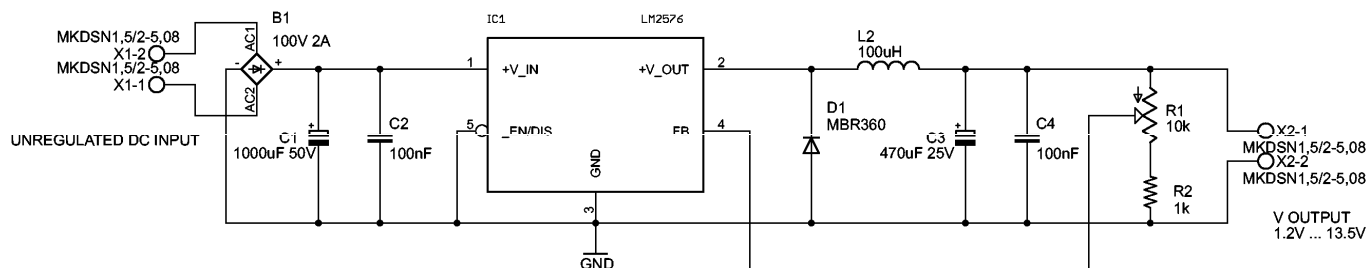 B1
100V 2A
MKDSN1,5/2-5,08
X1-2
MKDSN1,5/2-5,08
X1-1
AC1
AC2
-
+
UNREGULATED DC INPUT
C1
1000uF 50V
+
C2
100nF
IC1
LM2576
1
+V_IN
+V_OUT
2
5
_EN/DIS
FB
4
GND
3
GND
L2
100uH
D1
MBR360
+
C3
470uF 25V
C4
100nF
R1
10k
R2
1k
X2-1
MKDSN1,5/2-5,08
X2-2
MKDSN1,5/2-5,08
V OUTPUT
1.2V ... 13.5V